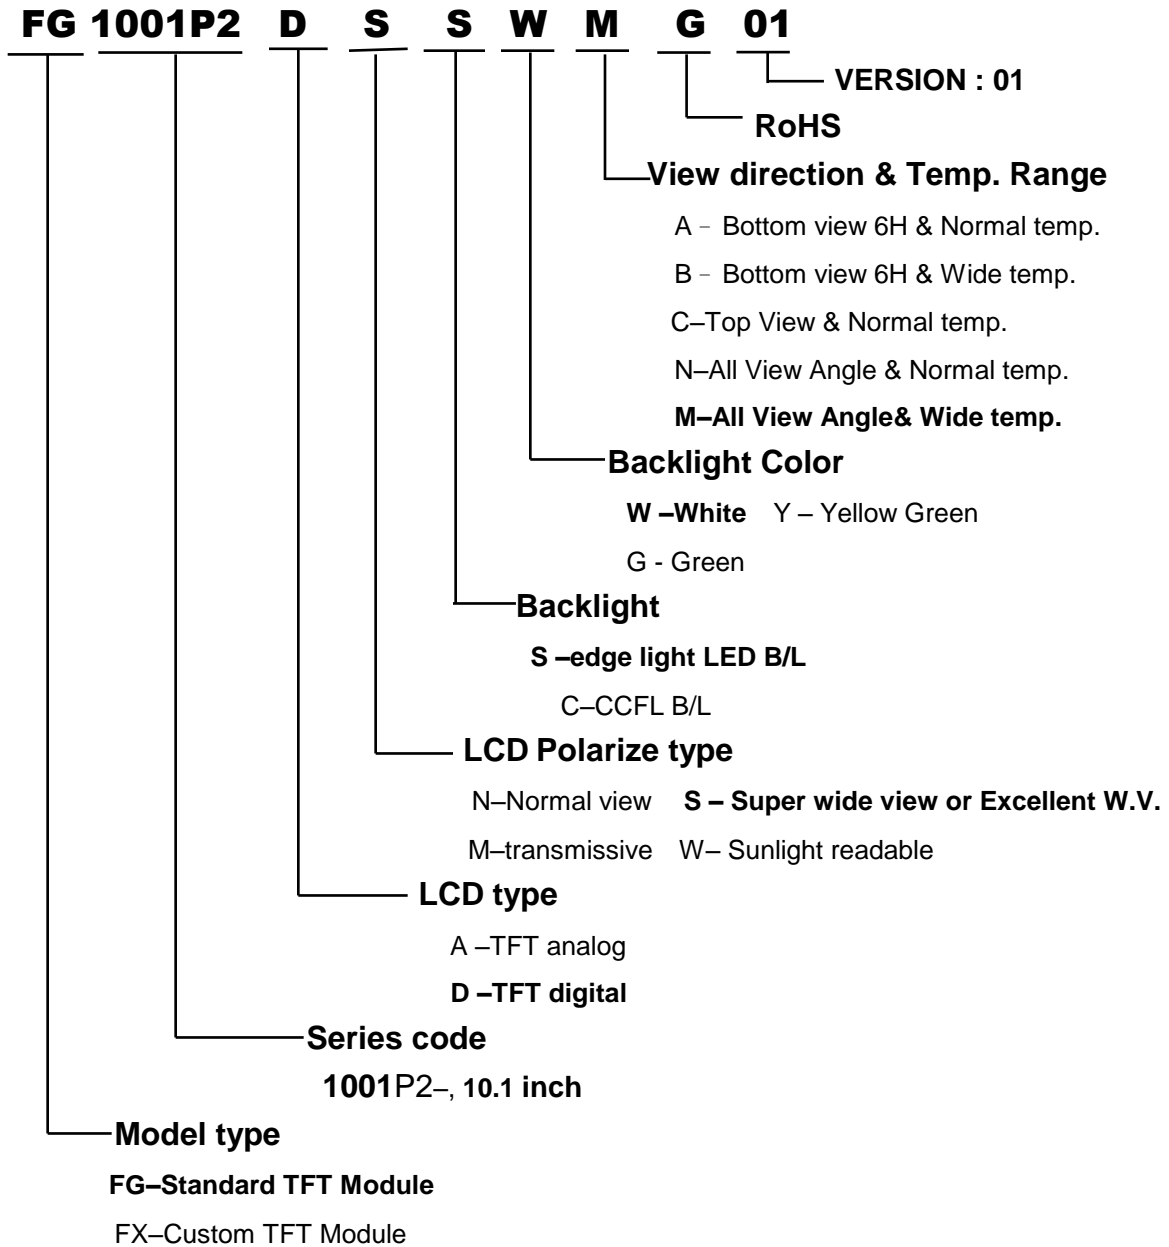 FG 1001P2 D S S W M G 01
VERSION : 01
RoHS
View direction & Temp. Range
A – Bottom view 6H & Normal temp.
B – Bottom view 6H & Wide temp.
C–Top View & Normal temp.
N–All View Angle & Normal temp.
M–All View Angle& Wide temp.
Backlight Color
W –White Y – Yellow Green
G - Green
Backlight
S –edge light LED B/L
C–CCFL B/L
LCD Polarize type
N–Normal view S – Super wide view or Excellent W.V.
M–transmissive W– Sunlight readable
LCD type
A –TFT analog
D –TFT digital
Series code
1001P2–, 10.1 inch
Model type
FG–Standard TFT Module
FX–Custom TFT Module